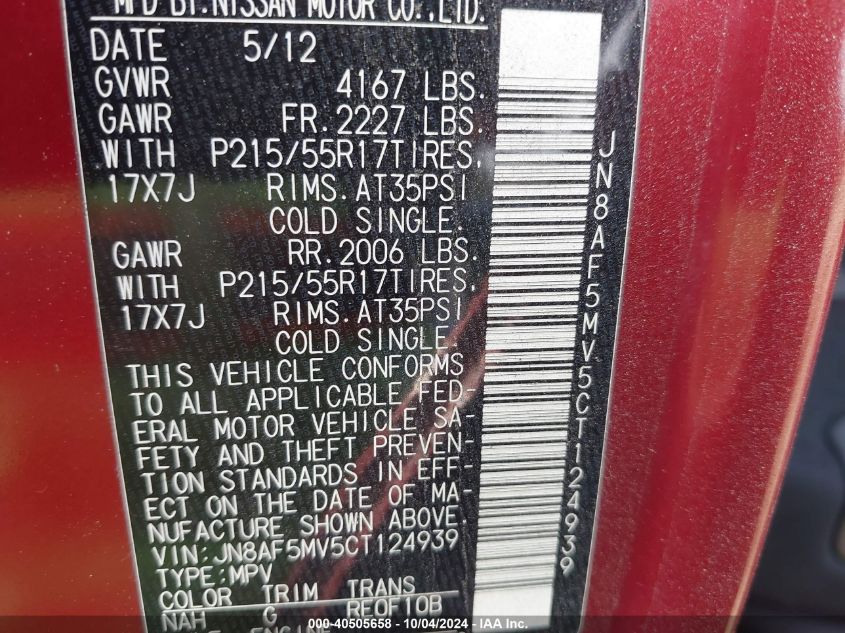 MFD BY:NISSAN MOTOR CO.,LTD.
DATE 5/12
GVWR 4167 LBS.
GAWR FR.2227 LBS.
WITH P215/55R17TIRES,
17X7J RIMS.AT35PSI
COLD SINGLE.
GAWR RR.2006 LBS.
WITH P215/55R17TIRES,
17X7J RIMS.AT35PSI
COLD SINGLE.
THIS VEHICLE CONFORMS
TO ALL APPLICABLE FED-
ERAL MOTOR VEHICLE SA-
FETY AND THEFT PREVEN-
TION STANDARDS IN EFF-
ECT ON THE DATE OF MA-
NUFACTURE SHOWN ABOVE.
VIN:JN8AF5MV5CT124939
TYPE:MPV
COLOR TRIM TRANS
NAH G RE0F10B
ENGINE
JN8AF5MV5CT124939
000-40505658 - 10/04/2024 - IAA Inc.